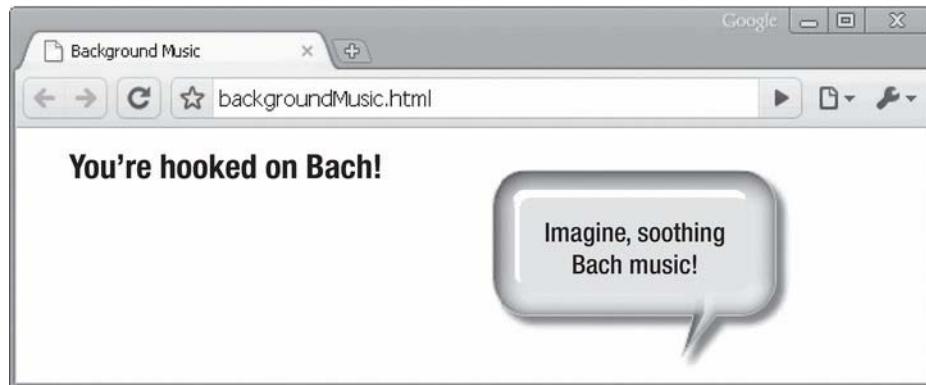 Google
Background Music
backgroundMusic.html
You're hooked on Bach!
Imagine, soothing
Bach music!